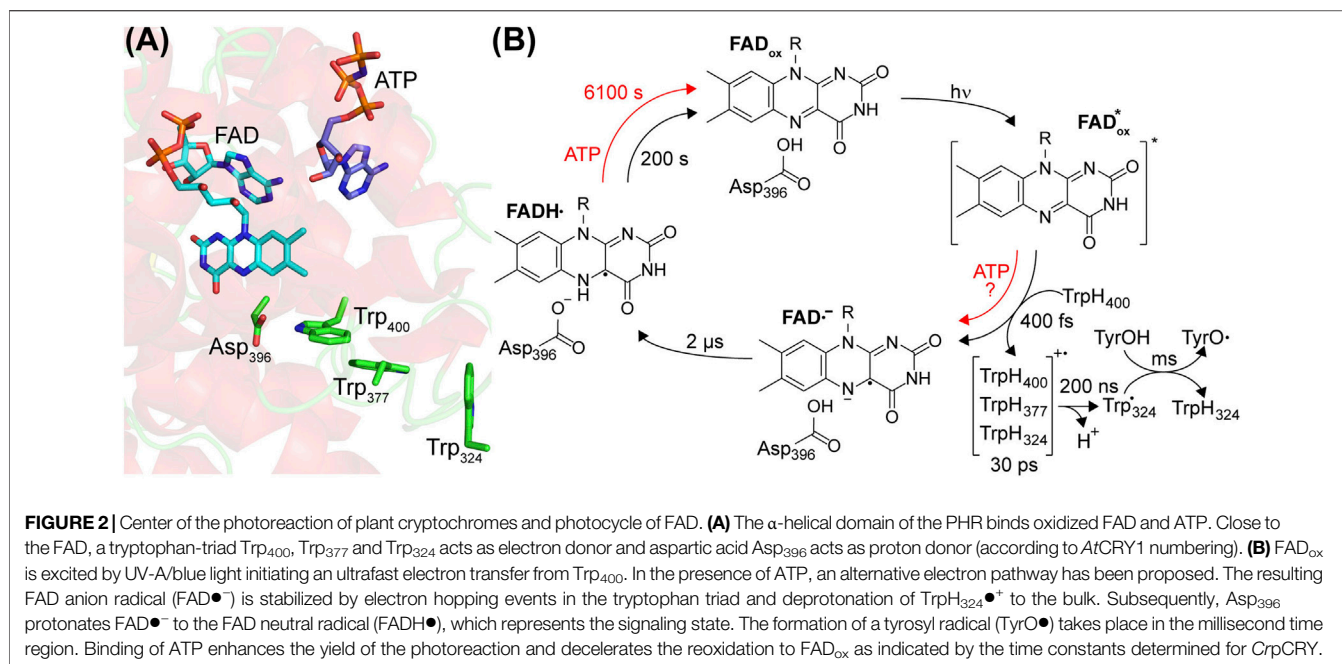 (A)
ATP
FAD
Asp396
Trp400
Trp377
Trp324
(B)
FADox
R
N
N
O
NH
N
O
OH
O
Asp396
hν
FAD*ox
R
N
N
O
NH
N
O
*
6100 s
ATP
200 s
FADH·
R
N
N
O
NH
N
H
O
O−
O
Asp396
2 µs
FAD·−
R
N
N
O
NH
N
−
O
OH
O
Asp396
ATP
?
TrpH400
400 fs
+·
TrpH400
TrpH377
TrpH324
30 ps
200 ns
H+
Trp·324
TyrOH
ms
TyrO·
TrpH324
FIGURE 2 | Center of the photoreaction of plant cryptochromes and photocycle of FAD. (A) The α-helical domain of the PHR binds oxidized FAD and ATP. Close to
the FAD, a tryptophan-triad Trp400, Trp377 and Trp324 acts as electron donor and aspartic acid Asp396 acts as proton donor (according to AtCRY1 numbering). (B) FADox
is excited by UV-A/blue light initiating an ultrafast electron transfer from Trp400. In the presence of ATP, an alternative electron pathway has been proposed. The resulting
FAD anion radical (FAD●−) is stabilized by electron hopping events in the tryptophan triad and deprotonation of TrpH324●+ to the bulk. Subsequently, Asp396
protonates FAD●− to the FAD neutral radical (FADH●), which represents the signaling state. The formation of a tyrosyl radical (TyrO●) takes place in the millisecond time
region. Binding of ATP enhances the yield of the photoreaction and decelerates the reoxidation to FADox as indicated by the time constants determined for CrpCRY.